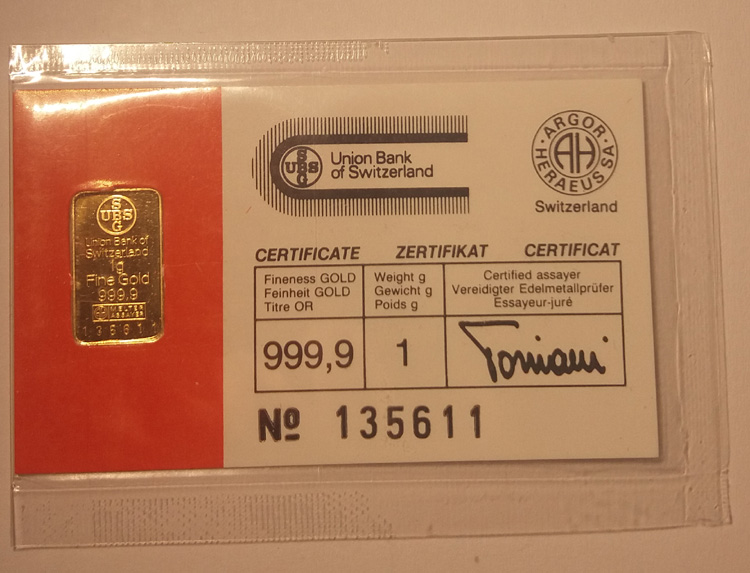 S
UBS
G
Union Bank of
Switzerland
1g
Fine Gold
999,9
MELTER
ASSAYER
135611
S
UBS
G
Union Bank
of Switzerland
ARGOR · HERAEUS SA ·
AH
Switzerland
CERTIFICATE ZERTIFIKAT CERTIFICAT
Fineness GOLD
Feinheit GOLD
Titre OR
Weight g
Gewicht g
Poids g
Certified assayer
Vereidigter Edelmetallprüfer
Essayeur-juré
999,9
1
Nº 135611